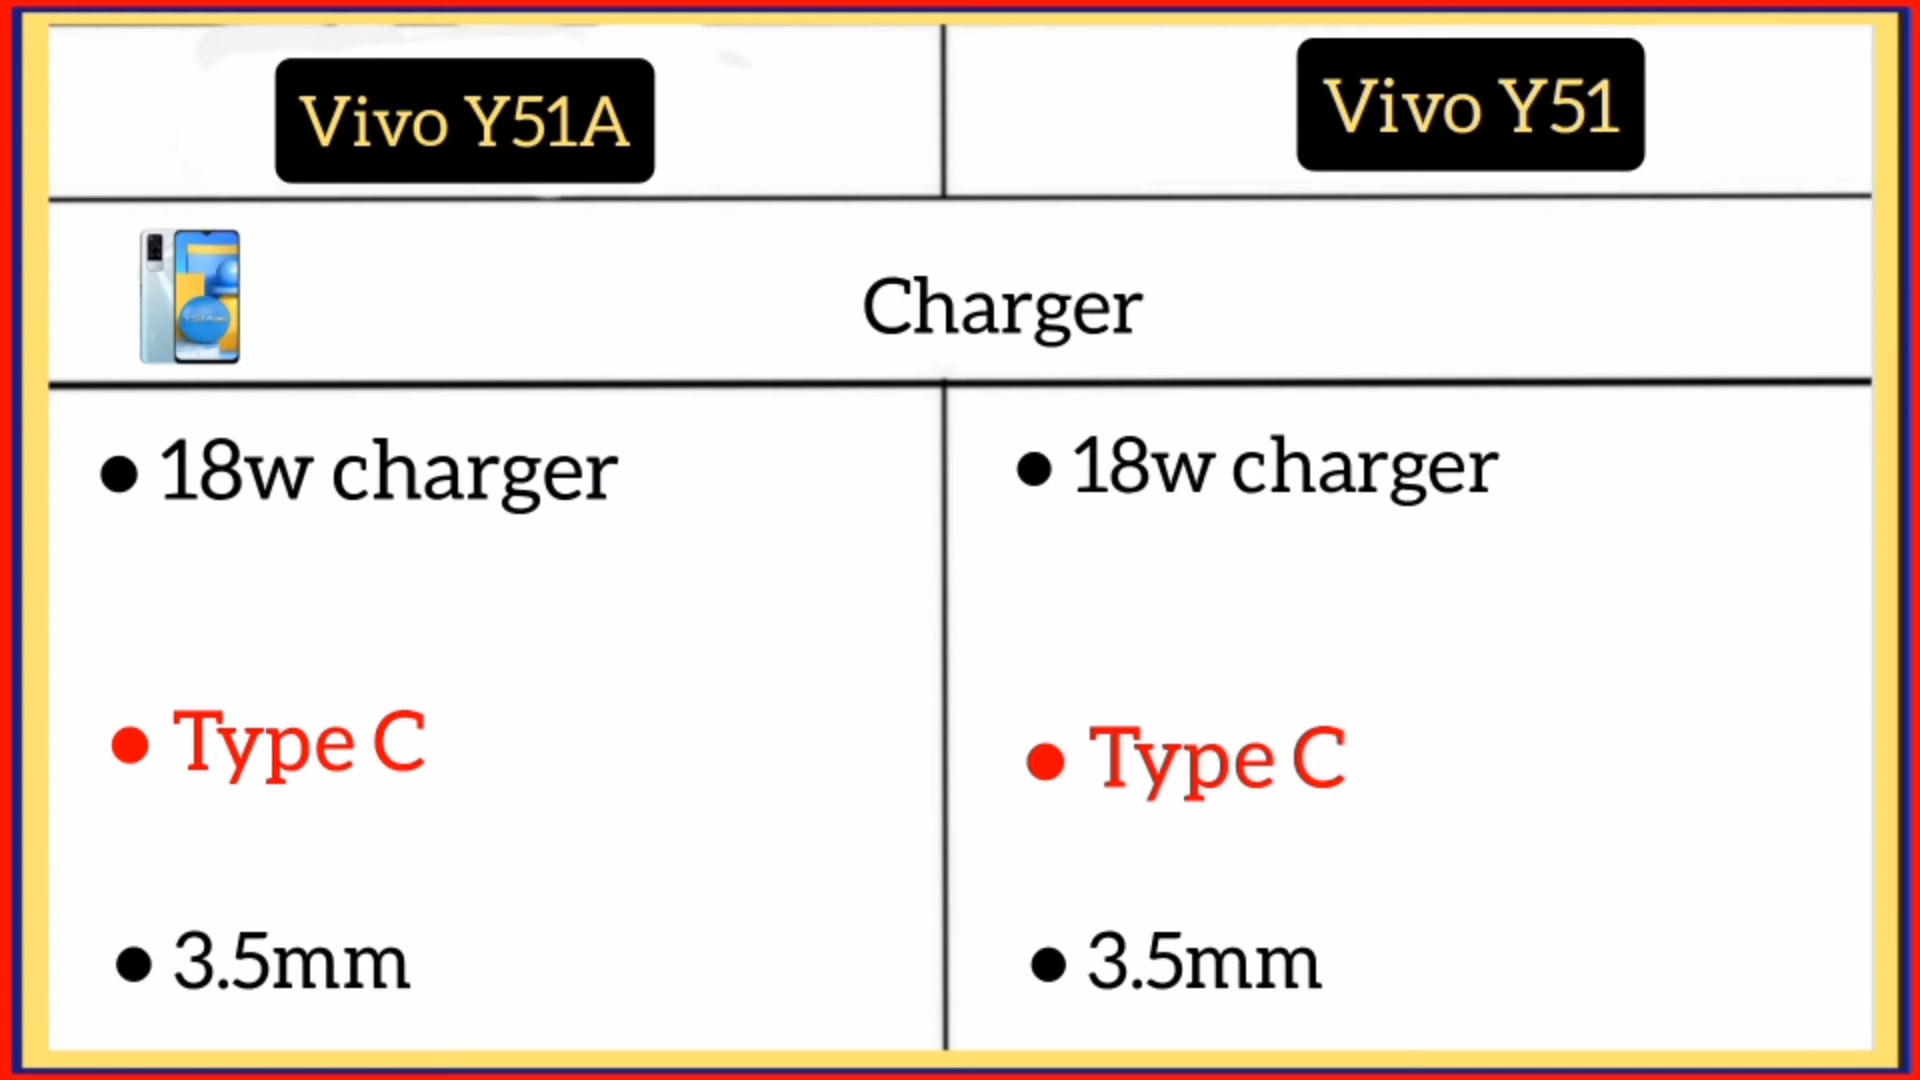 Vivo Y51A
Vivo Y51
Charger
● 18w charger
● 18w charger
● Type C
● Type C
● 3.5mm
● 3.5mm